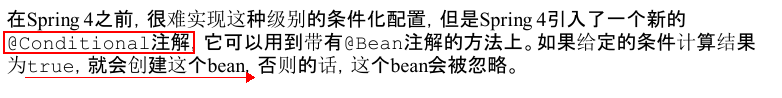 在Spring 4之前，很难实现这种级别的条件化配置，但是Spring 4引入了一个新的
@Conditional注解，它可以用到带有@Bean注解的方法上。如果给定的条件计算结果
为true，就会创建这个bean，否则的话，这个bean会被忽略。